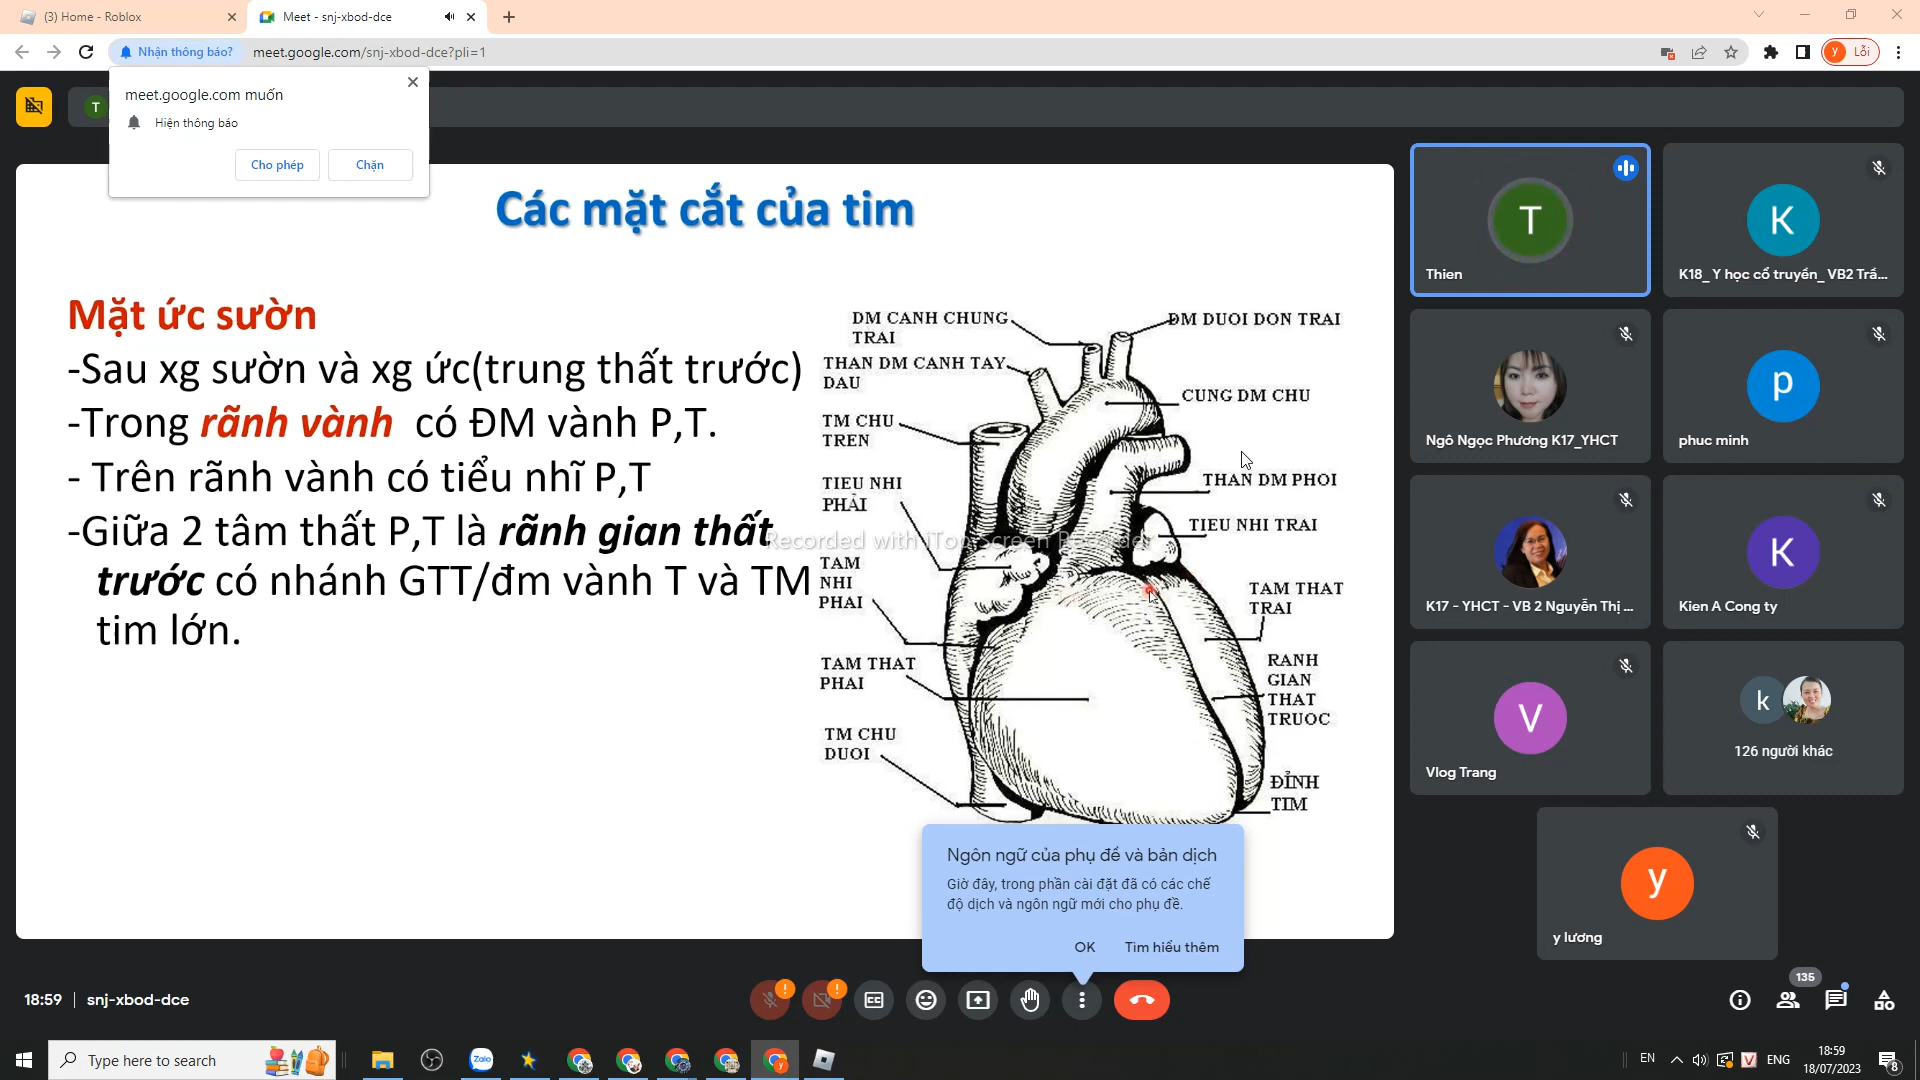 (3) Home - Roblox
Meet - snj-xbod-dce
Nhận thông báo?
meet.google.com/snj-xbod-dce?pli=1
y
Lỗi
meet.google.com muốn
Hiện thông báo
Cho phép
Chặn
T
Các mặt cắt của tim
Mặt ức sườn
-Sau xg sườn và xg ức(trung thất trước)
-Trong rãnh vành có ĐM vành P,T.
- Trên rãnh vành có tiểu nhĩ P,T
-Giữa 2 tâm thất P,T là rãnh gian thất
trước có nhánh GTT/đm vành T và TM
tim lớn.
DM CANH CHUNG
TRAI
THAN DM CANH TAY
DAU
TM CHU
TREN
TIEU NHI
PHẢI
TAM
NHI
PHAI
TAM THAT
PHAI
TM CHU
DUOI
DM DUOI DON TRAI
CUNG DM CHU
THAN DM PHOI
TIEU NHI TRAI
TAM THAT
TRAI
RANH
GIAN
THAT
TRUOC
ĐỈNH
TIM
Recorded with iTop Screen Recorder
T
Thien
K
K18_ Y học cổ truyền_ VB2 Trầ...
Ngô Ngọc Phương K17_YHCT
p
phuc minh
K17 - YHCT - VB 2 Nguyễn Thị ...
K
Kien A Cong ty
V
Vlog Trang
k
126 người khác
y
y lương
Ngôn ngữ của phụ đề và bản dịch
Giờ đây, trong phần cài đặt đã có các chế
độ dịch và ngôn ngữ mới cho phụ đề.
OK
Tìm hiểu thêm
18:59 | snj-xbod-dce
135
Type here to search
Zalo
EN
ENG
18:59
18/07/2023
8